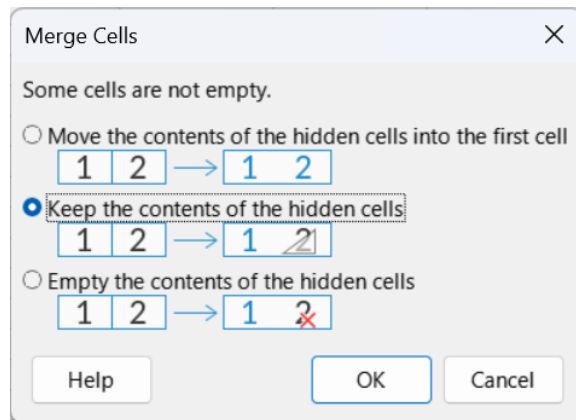 Merge Cells
Some cells are not empty.
Move the contents of the hidden cells into the first cell
1 2 1 2
Keep the contents of the hidden cells
1 2 1 2
Empty the contents of the hidden cells
1 2 1 2
Help OK Cancel